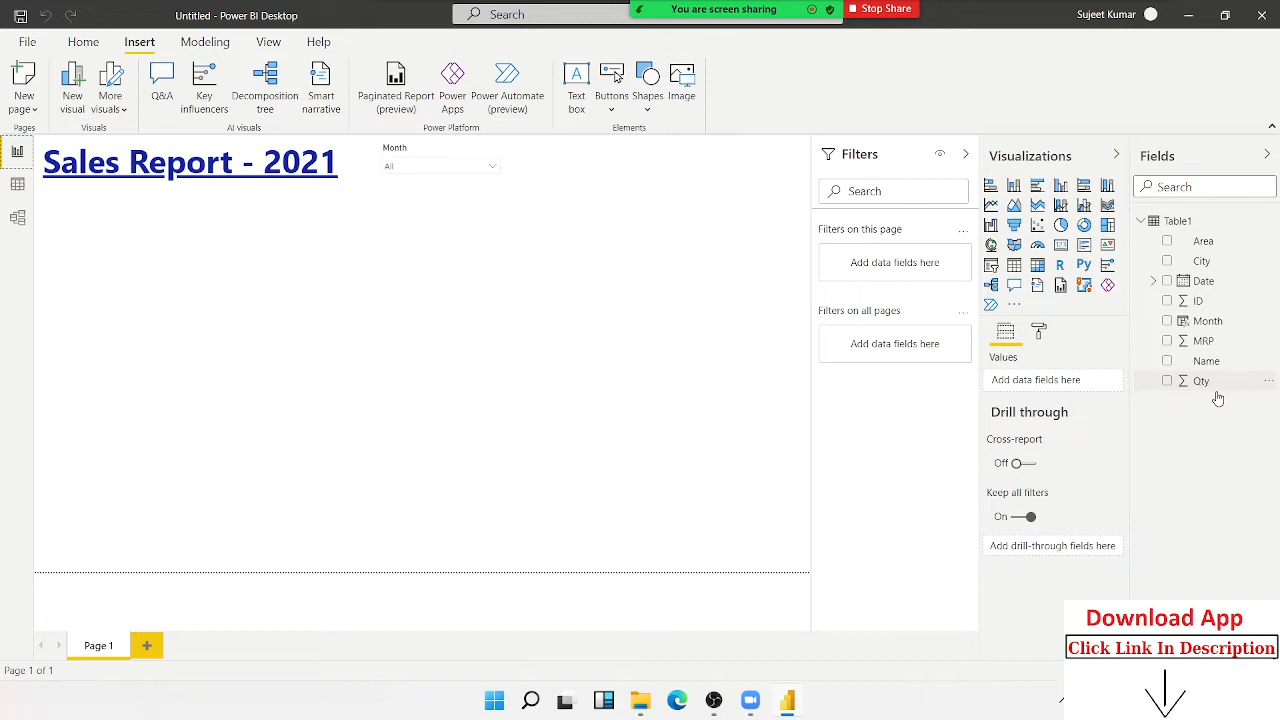 Untitled - Power BI Desktop
Search
You are screen sharing
Stop Share
Sujeet Kumar
File
Home
Insert
Modeling
View
Help
New page
New visual
More visuals
Q&A
Key influencers
Decomposition tree
Smart narrative
Paginated Report (preview)
Power Apps
Power Automate (preview)
Text box
Buttons
Shapes
Image
Pages
Visuals
AI visuals
Power Platform
Elements
Sales Report - 2021
Month
All
Filters
Search
Filters on this page
...
Add data fields here
Filters on all pages
...
Add data fields here
Visualizations
R
Py
123
...
Values
Add data fields here
Drill through
Cross-report
Off
Keep all filters
On
Add drill-through fields here
Fields
Search
Table1
Area
City
Date
Σ ID
Month
Σ MRP
Name
Σ Qty
...
Page 1
+
Page 1 of 1
Download App
Click Link In Description